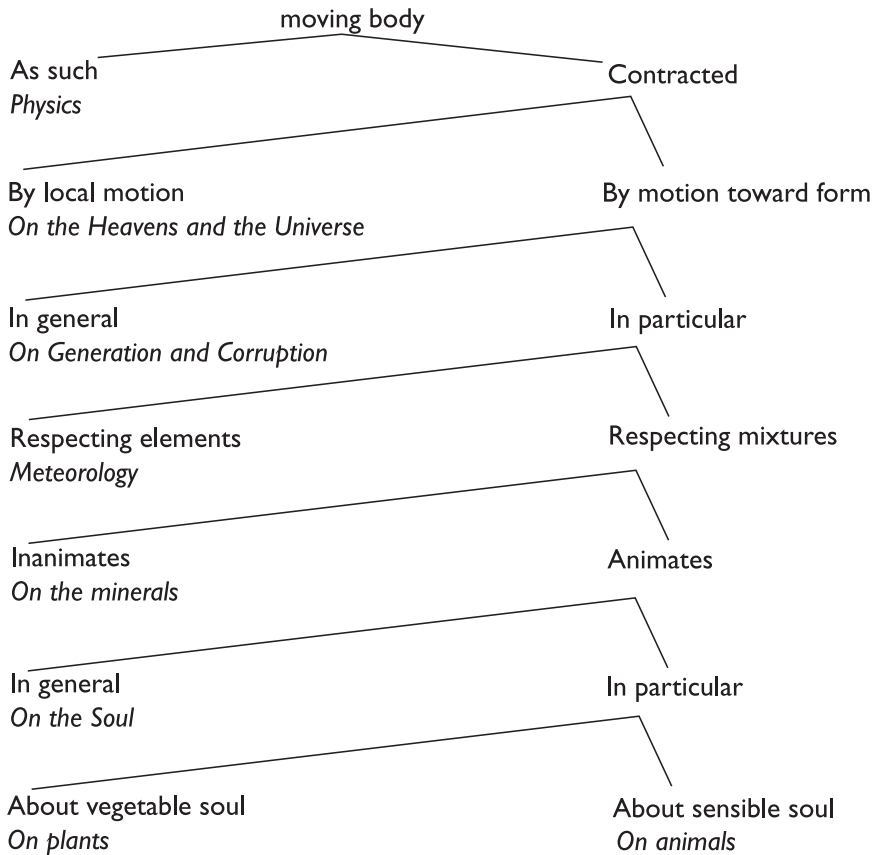 moving body
As such
Physics
Contracted
By local motion
On the Heavens and the Universe
By motion toward form
In general
On Generation and Corruption
In particular
Respecting elements
Meteorology
Respecting mixtures
Inanimates
On the minerals
Animates
In general
On the Soul
In particular
About vegetable soul
On plants
About sensible soul
On animals